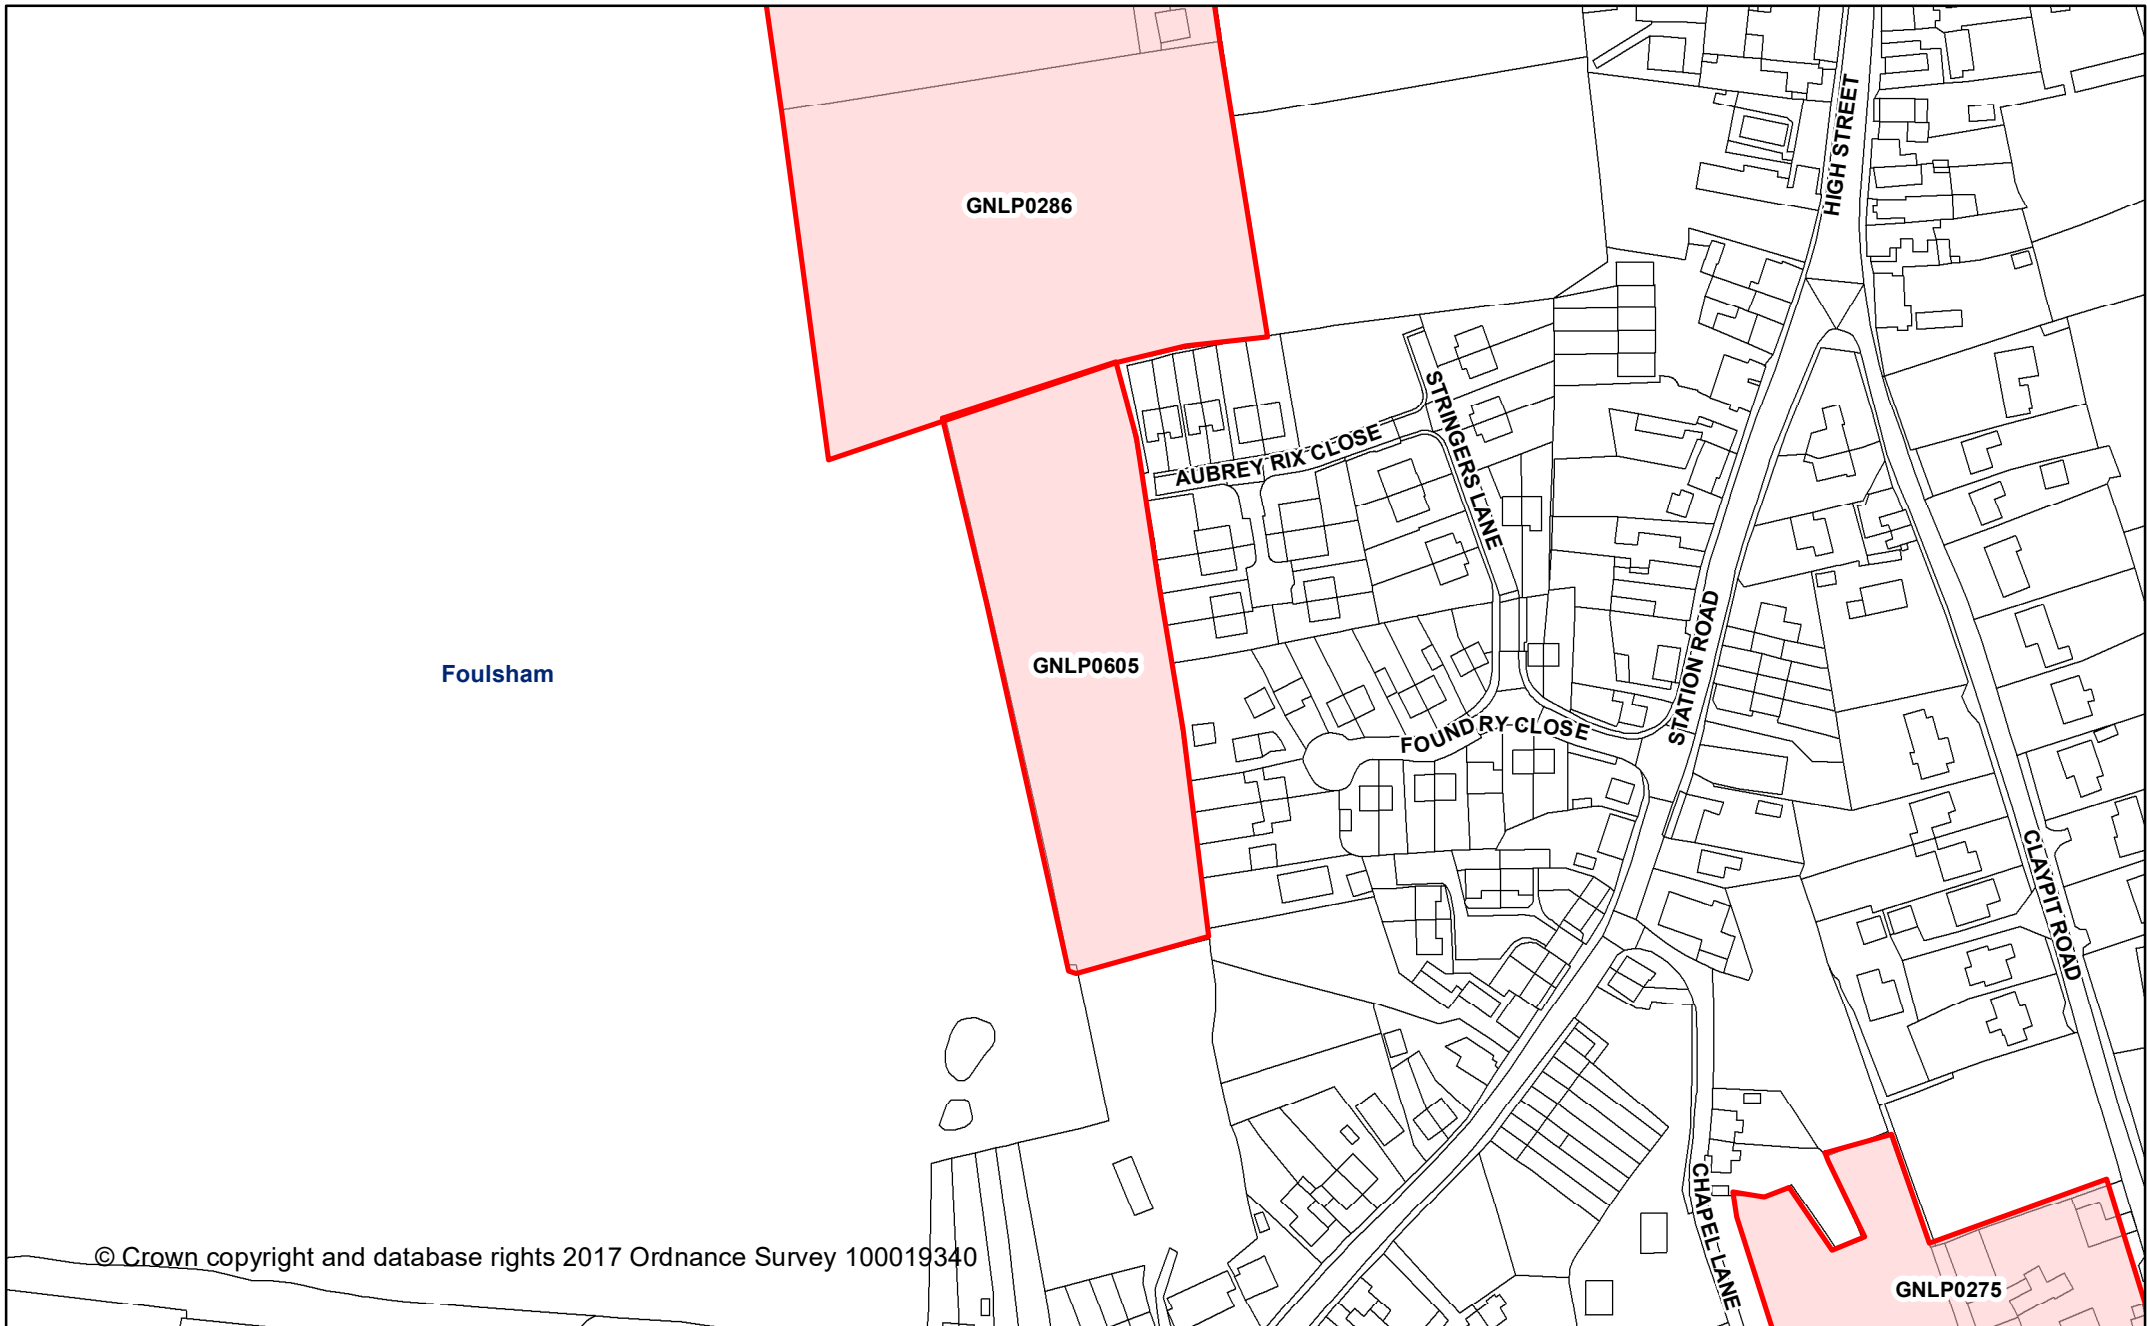 HIGH STREET
GNLP0286
STRINGERS LANE
AUBREY RIX CLOSE
GNLP0605
Foulsham
STATION ROAD
FOUNDRY CLOSE
CLAYPIT ROAD
CHAPEL LANE
© Crown copyright and database rights 2017 Ordnance Survey 100019340
GNLP0275